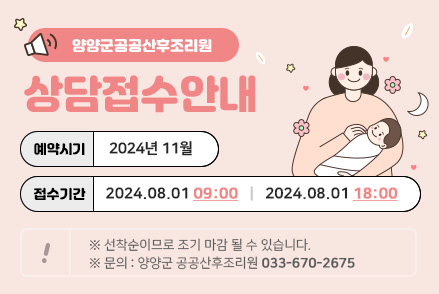 양양군공공산후조리원
상담접수안내
예약시기 2024년 11월
접수기간 2024.08.01 09:00 | 2024.08.01 18:00
※ 선착순이므로 조기 마감 될 수 있습니다.
※ 문의 : 양양군 공공산후조리원 033-670-2675